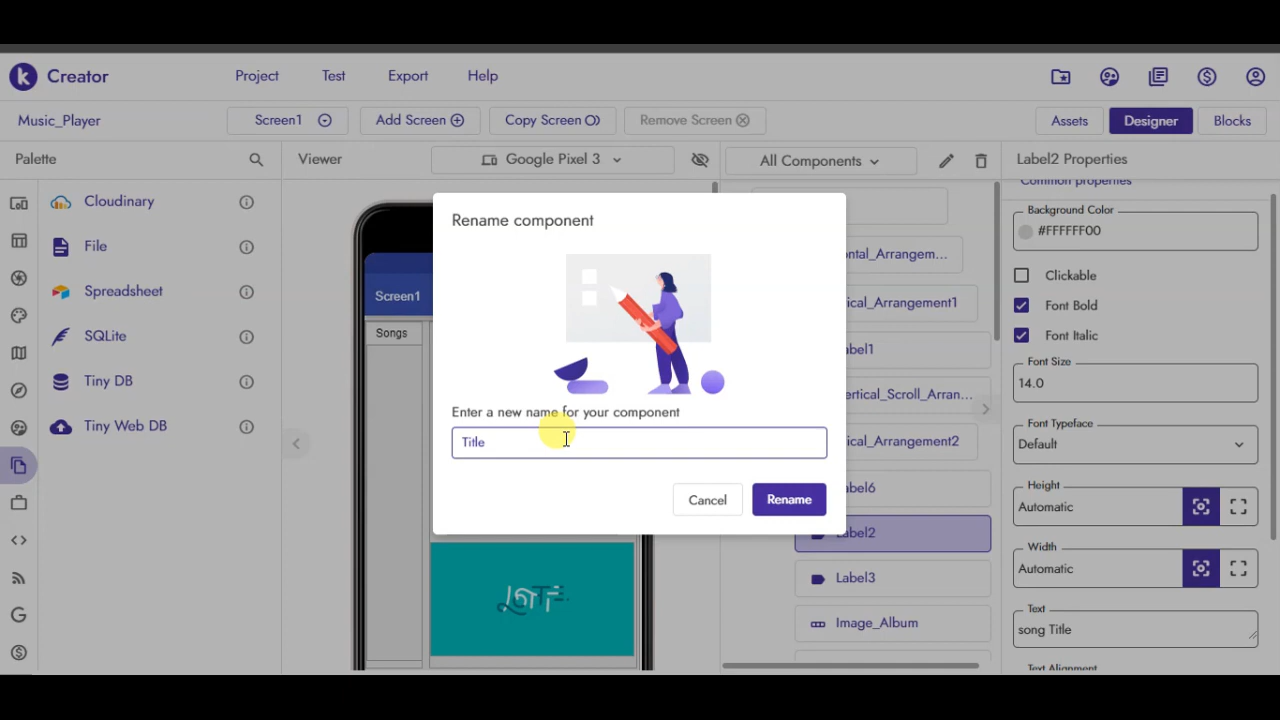 Creator
Project
Test
Export
Help
Music_Player
Screen1
Add Screen
Copy Screen
Remove Screen
Assets
Designer
Blocks
Palette
Viewer
Google Pixel 3
All Components
Label2 Properties
Common properties
Cloudinary
File
Spreadsheet
SQLite
Tiny DB
Tiny Web DB
Screen1
Songs
Rename component
Enter a new name for your component
Title
Cancel
Rename
ontal_Arrangem...
ical_Arrangement1
abel1
ertical_Scroll_Arran...
ical_Arrangement2
abel6
Label2
Label3
Image_Album
Background Color
#FFFFFF00
Clickable
Font Bold
Font Italic
Font Size
14.0
Font Typeface
Default
Height
Automatic
Width
Automatic
Text
song Title
Text Alignment